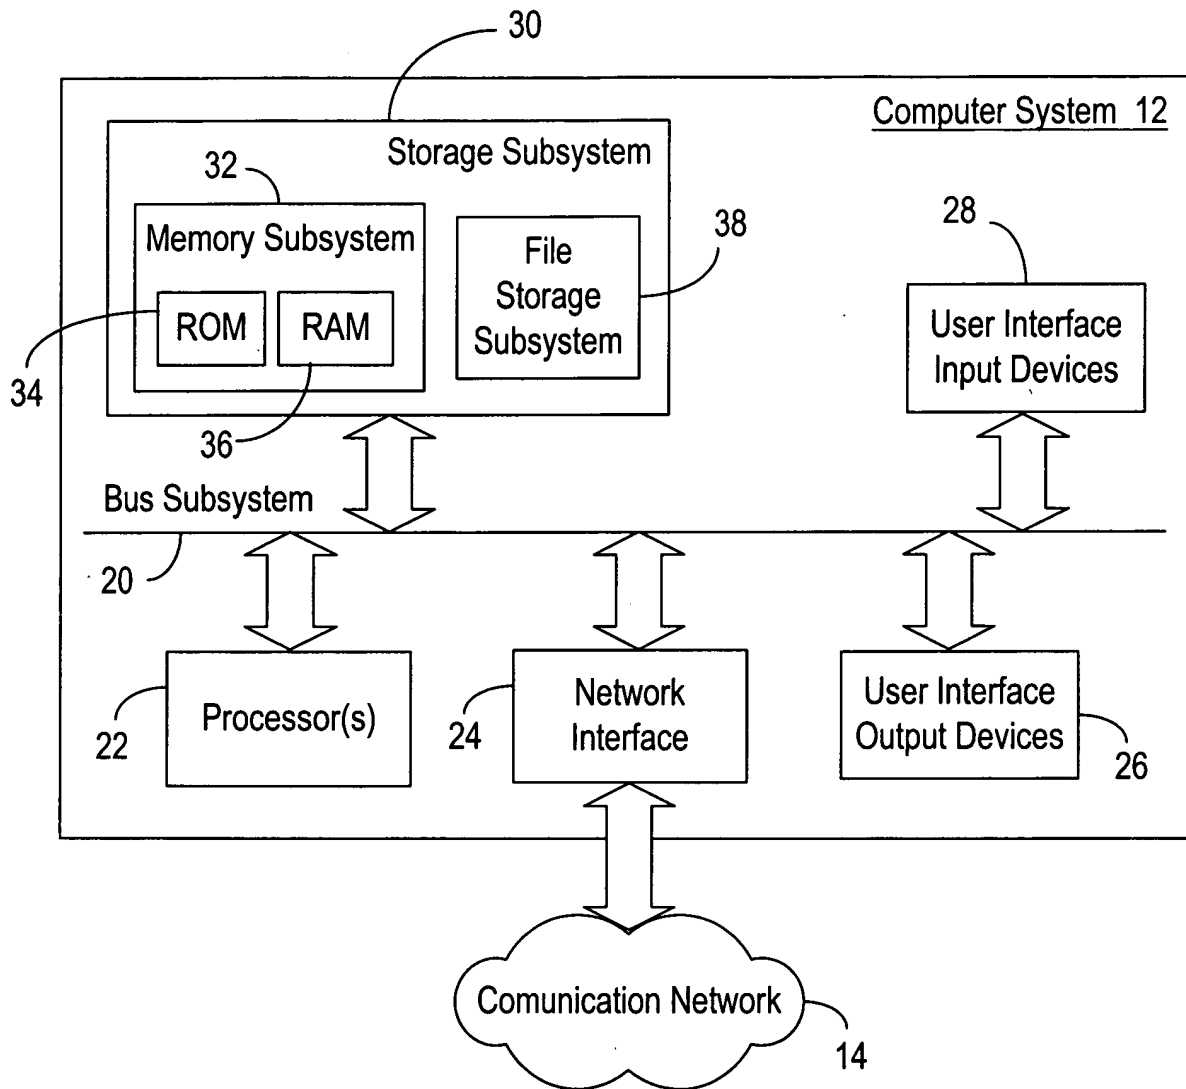 30
Computer System 12
Storage Subsystem
32
Memory Subsystem
ROM
RAM
34
36
File
Storage
Subsystem
38
28
User Interface
Input Devices
Bus Subsystem
20
Processor(s)
22
Network
Interface
24
User Interface
Output Devices
26
Comunication Network
14